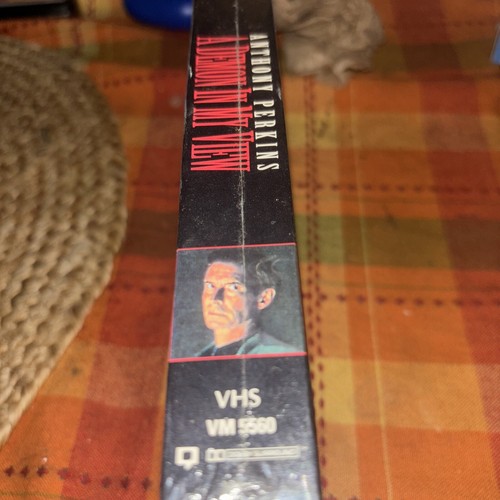 ANTHONY PERKINS
A DEMON IN MY VIEW
VHS
VM 5560